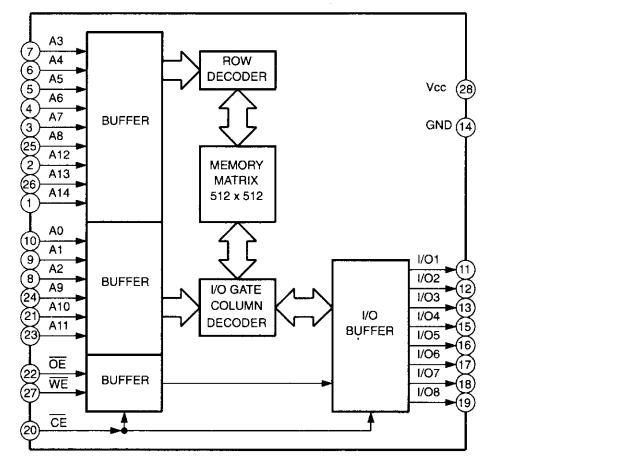 7 A3
6 A4
5 A5
4 A6
3 A7
25 A8
2 A12
26 A13
1 A14
BUFFER
ROW
DECODER
MEMORY
MATRIX
512 x 512
Vcc 28
GND 14
10 A0
9 A1
8 A2
24 A9
21 A10
23 A11
BUFFER
I/O GATE
COLUMN
DECODER
I/O
BUFFER
I/O1 11
I/O2 12
I/O3 13
I/O4 15
I/O5 16
I/O6 17
I/O7 18
I/O8 19
22 O̅E̅
27 W̅E̅
BUFFER
20 C̅E̅